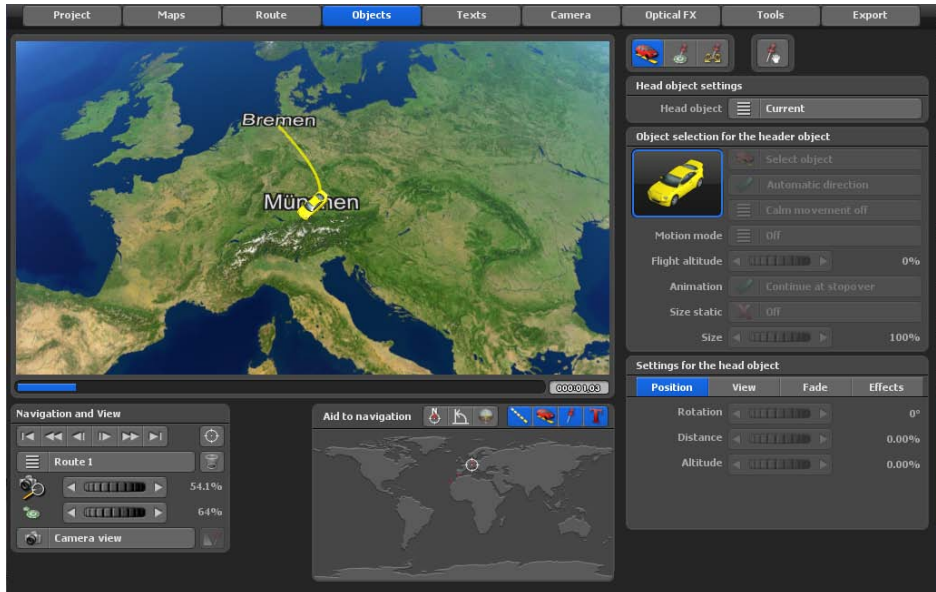 Project Maps Route Objects Texts Camera Optical FX Tools Export
Bremen
München
000:01,03
Head object settings
Head object Current
Object selection for the header object
Select object
Automatic direction
Calm movement off
Motion mode Off
Flight altitude 0%
Animation Continue at stopover
Size static Off
Size 100%
Settings for the head object
Position View Fade Effects
Rotation 0°
Distance 0.00%
Altitude 0.00%
Navigation and View
Route 1
54.1%
64%
Camera view
Aid to navigation